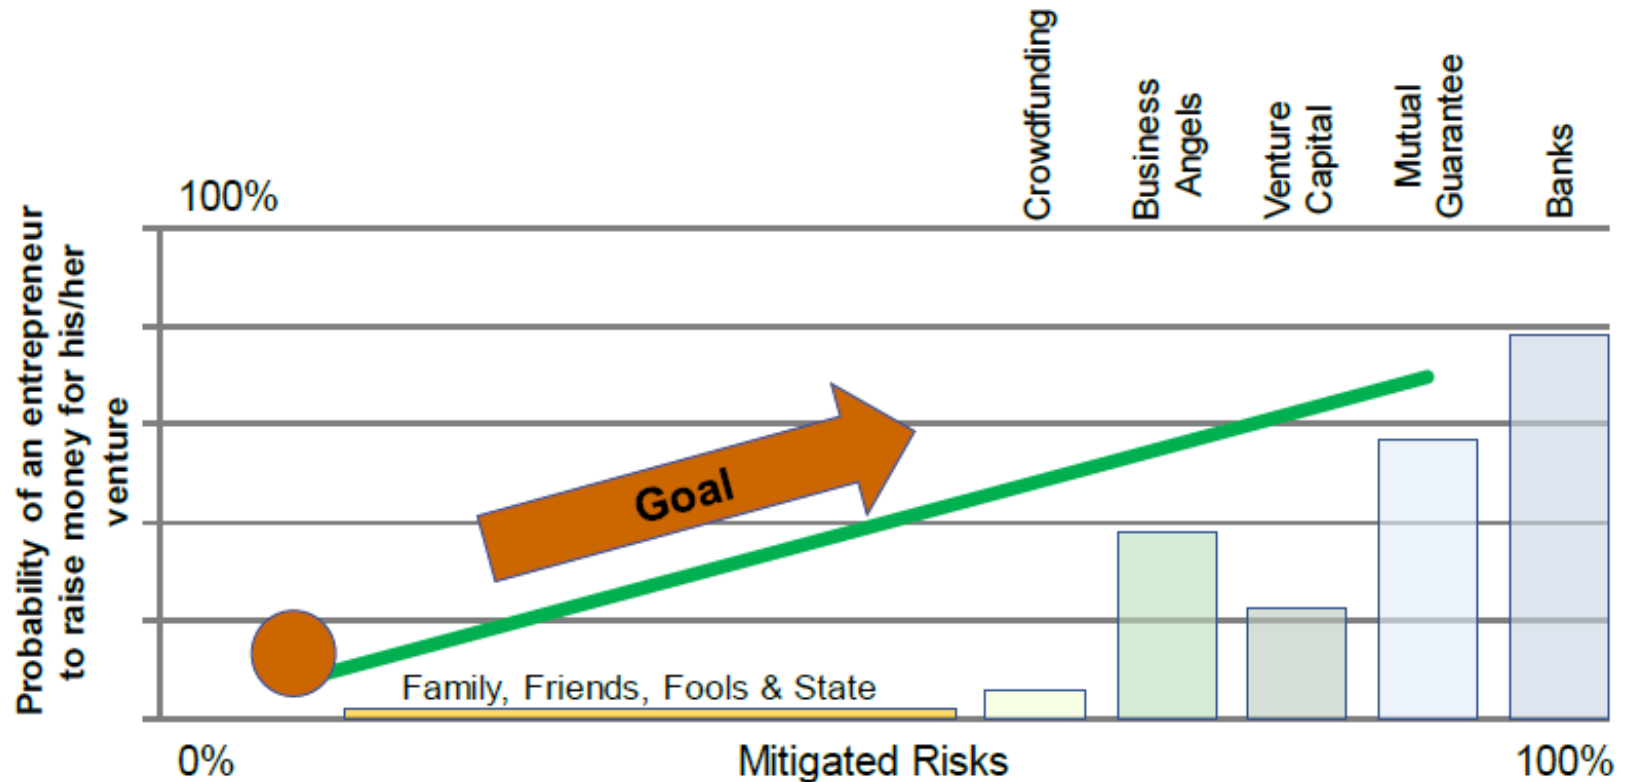 Crowdfunding
Business
Angels
Venture
Capital
Mutual
Guarantee
Banks
100%
Probability of an entrepreneur
to raise money for his/her
venture
Goal
Family, Friends, Fools & State
0%
Mitigated Risks
100%